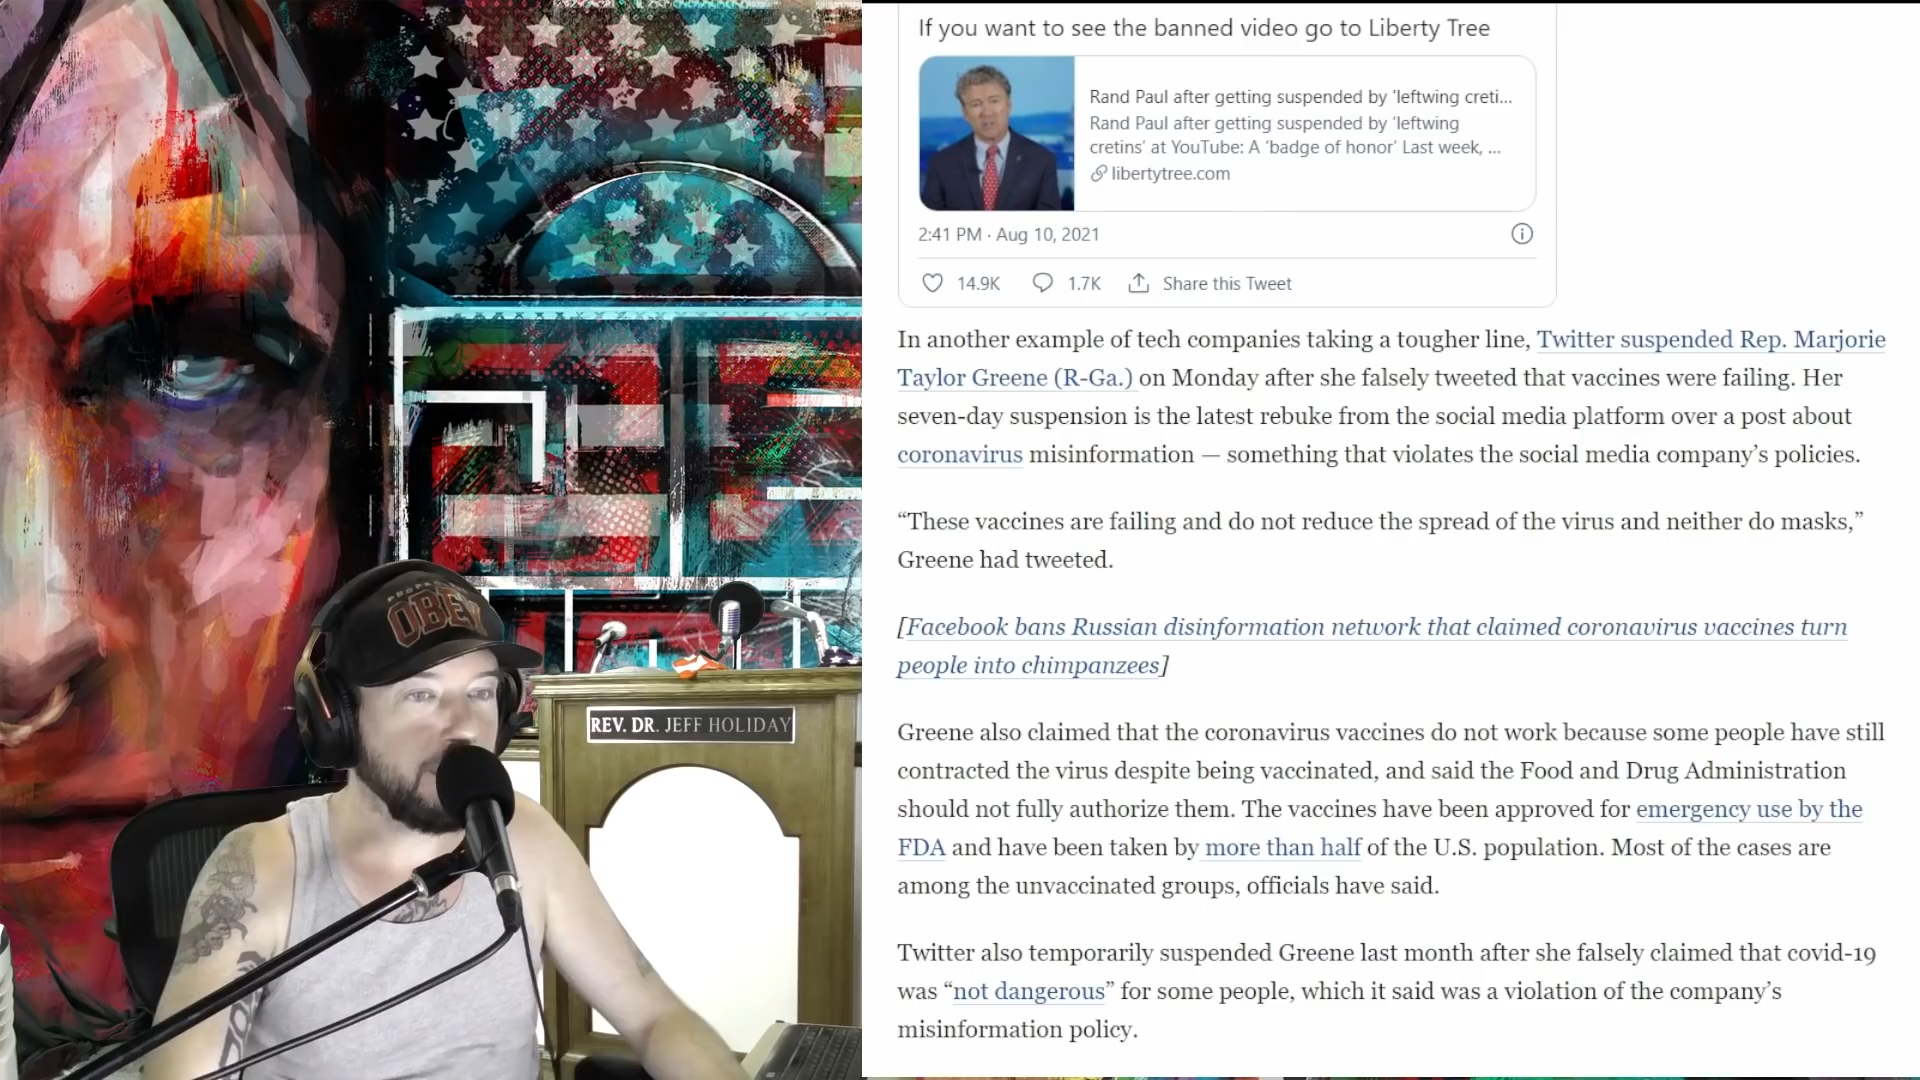 If you want to see the banned video go to Liberty Tree
Rand Paul after getting suspended by 'leftwing creti...
Rand Paul after getting suspended by ‘leftwing
cretins’ at YouTube: A ‘badge of honor’ Last week, ...
libertytree.com
2:41 PM · Aug 10, 2021
14.9K 1.7K Share this Tweet
In another example of tech companies taking a tougher line, Twitter suspended Rep. Marjorie
Taylor Greene (R-Ga.) on Monday after she falsely tweeted that vaccines were failing. Her
seven-day suspension is the latest rebuke from the social media platform over a post about
coronavirus misinformation — something that violates the social media company’s policies.
“These vaccines are failing and do not reduce the spread of the virus and neither do masks,”
Greene had tweeted.
[Facebook bans Russian disinformation network that claimed coronavirus vaccines turn
people into chimpanzees]
Greene also claimed that the coronavirus vaccines do not work because some people have still
contracted the virus despite being vaccinated, and said the Food and Drug Administration
should not fully authorize them. The vaccines have been approved for emergency use by the
FDA and have been taken by more than half of the U.S. population. Most of the cases are
among the unvaccinated groups, officials have said.
Twitter also temporarily suspended Greene last month after she falsely claimed that covid-19
was “not dangerous” for some people, which it said was a violation of the company’s
misinformation policy.
OBEY
REV. DR. JEFF HOLIDAY